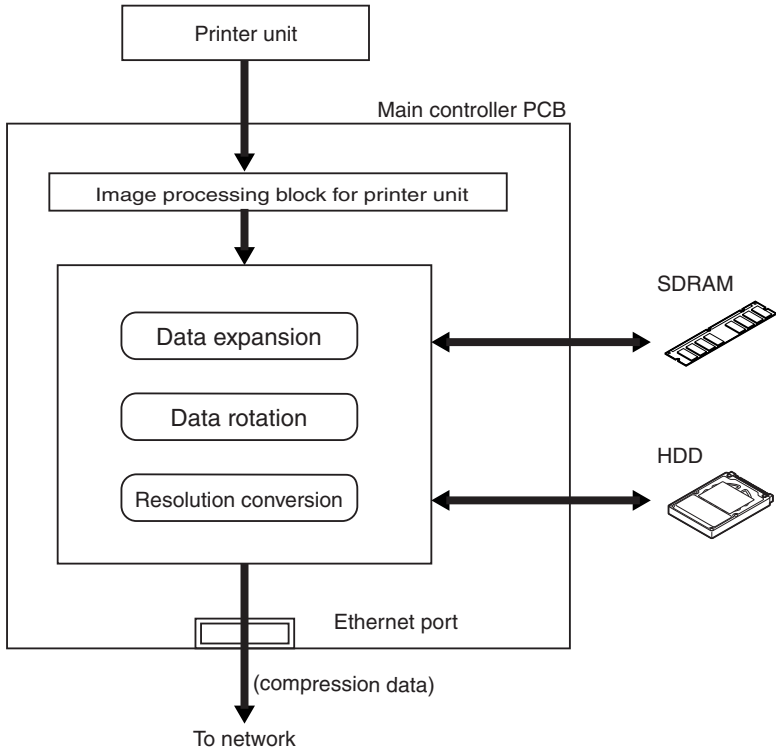 Printer unit
Main controller PCB
Image processing block for printer unit
SDRAM
Data expansion
Data rotation
HDD
Resolution conversion
Ethernet port
(compression data)
To network